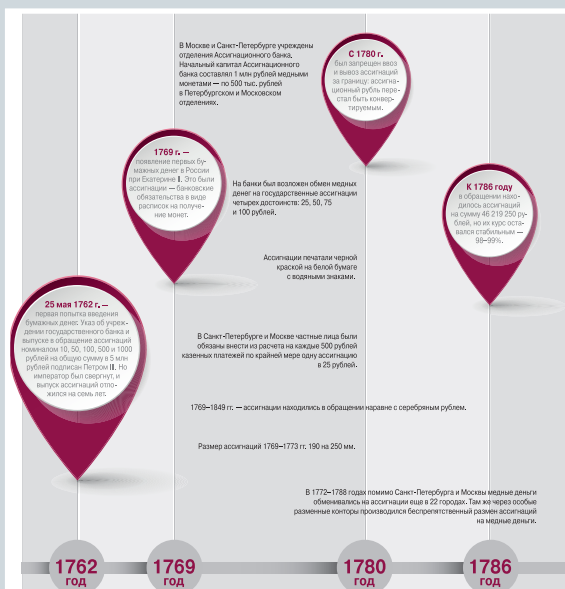 В Москве и Санкт-Петербурге учреждены
отделения Ассигнационного банка.
Начальный капитал Ассигнационного
банка составлял 1 млн рублей медными
монетами — по 500 тыс. рублей
в Петербургском и Московском
отделениях.
С 1780 г.
был запрещен ввоз
и вывоз ассигнаций
за границу: ассигна-
ционный рубль пере-
стал быть конвер-
тируемым.
1769 г. —
появление первых бу-
мажных денег в России
при Екатерине I. Это были
ассигнации — банковские
обязательства в виде
расписок на получе-
ние монет.
На банки был возложен обмен медных
денег на государственные ассигнации
четырех достоинств: 25, 50, 75
и 100 рублей.
К 1786 году
в обращении нахо-
дилось ассигнаций
на сумму 46 219 250 ру-
блей, но их курс оста-
вался стабильным —
98–99%.
Ассигнации печатали черной
краской на белой бумаге
с водяными знаками.
25 мая 1762 г. —
первая попытка введения
бумажных денег: Указ об учреж-
дении государственного банка и
выпуске в обращение ассигнаций
номиналом 10, 50, 100, 500 и 1000
рублей на общую сумму в 5 млн
рублей подписан Петром II. Но
император был свергнут, и
выпуск ассигнаций отло-
жился на семь лет.
В Санкт-Петербурге и Москве частные лица были
обязаны внести из расчета на каждые 500 рублей
казенных платежей по крайней мере одну ассигнацию
в 25 рублей.
1769–1849 гг. — ассигнации находились в обращении наравне с серебряным рублем.
Размер ассигнаций 1769–1773 гг. 190 на 250 мм.
В 1772–1788 годах помимо Санкт-Петербурга и Москвы медные деньги
обменивались на ассигнации еще в 22 городах. Там же через особые
разменные конторы производился беспрепятственный размен ассигнаций
на медные деньги.
1762
год
1769
год
1780
год
1786
год